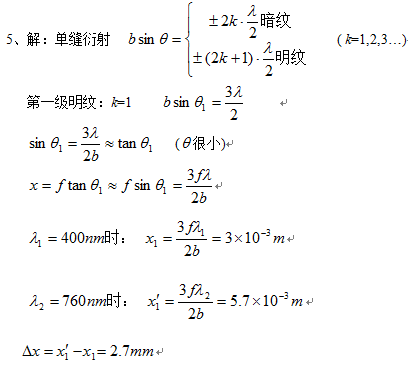 5、解：单缝衍射 b sin θ = { ±2k·λ/2 暗纹 ±(2k+1)·λ/2 明纹 ( k=1,2,3…)↵
第一级明纹：k=1 b sin θ₁ = 3λ/2 ↵
sin θ₁ = 3λ/2b ≈ tan θ₁ (θ很小)↵
x = f tan θ₁ ≈ f sin θ₁ = 3fλ/2b ↵
λ₁ = 400nm时： x₁ = 3fλ₁/2b = 3×10⁻³ m ↵
λ₂ = 760nm时： x₁′ = 3fλ₂/2b = 5.7×10⁻³ m ↵
Δx = x₁′ − x₁ = 2.7mm ↵